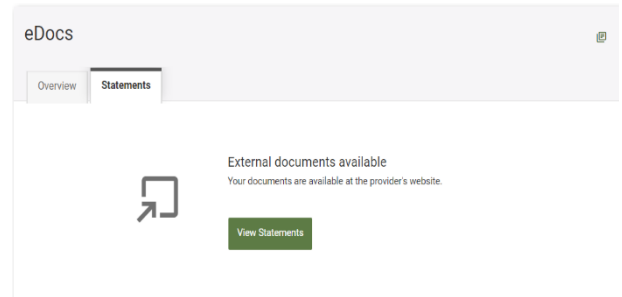 eDocs
Overview
Statements
External documents available
Your documents are available at the provider's website.
View Statements